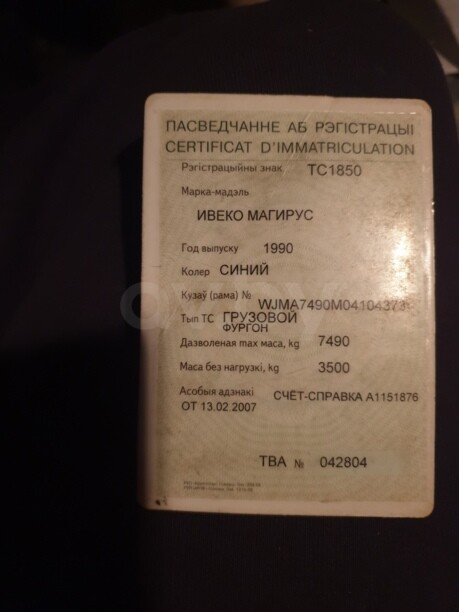 ПАСВЕДЧАННЕ АБ РЭГІСТРАЦЫІ
CERTIFICAT D'IMMATRICULATION
Рэгістрацыйны знак ТС1850
Марка-мадэль
ИВЕКО МАГИРУС
Год выпуску 1990
Колер СИНИЙ
Кузаў (рама) № WJMA7490M04104373
Тып ТС ГРУЗОВОЙ
ФУРГОН
Дазволеная max маса, kg 7490
Маса без нагрузкі, kg 3500
Асобыя адзнакі СЧЁТ-СПРАВКА А1151876
ОТ 13.02.2007
ТВА № 042804